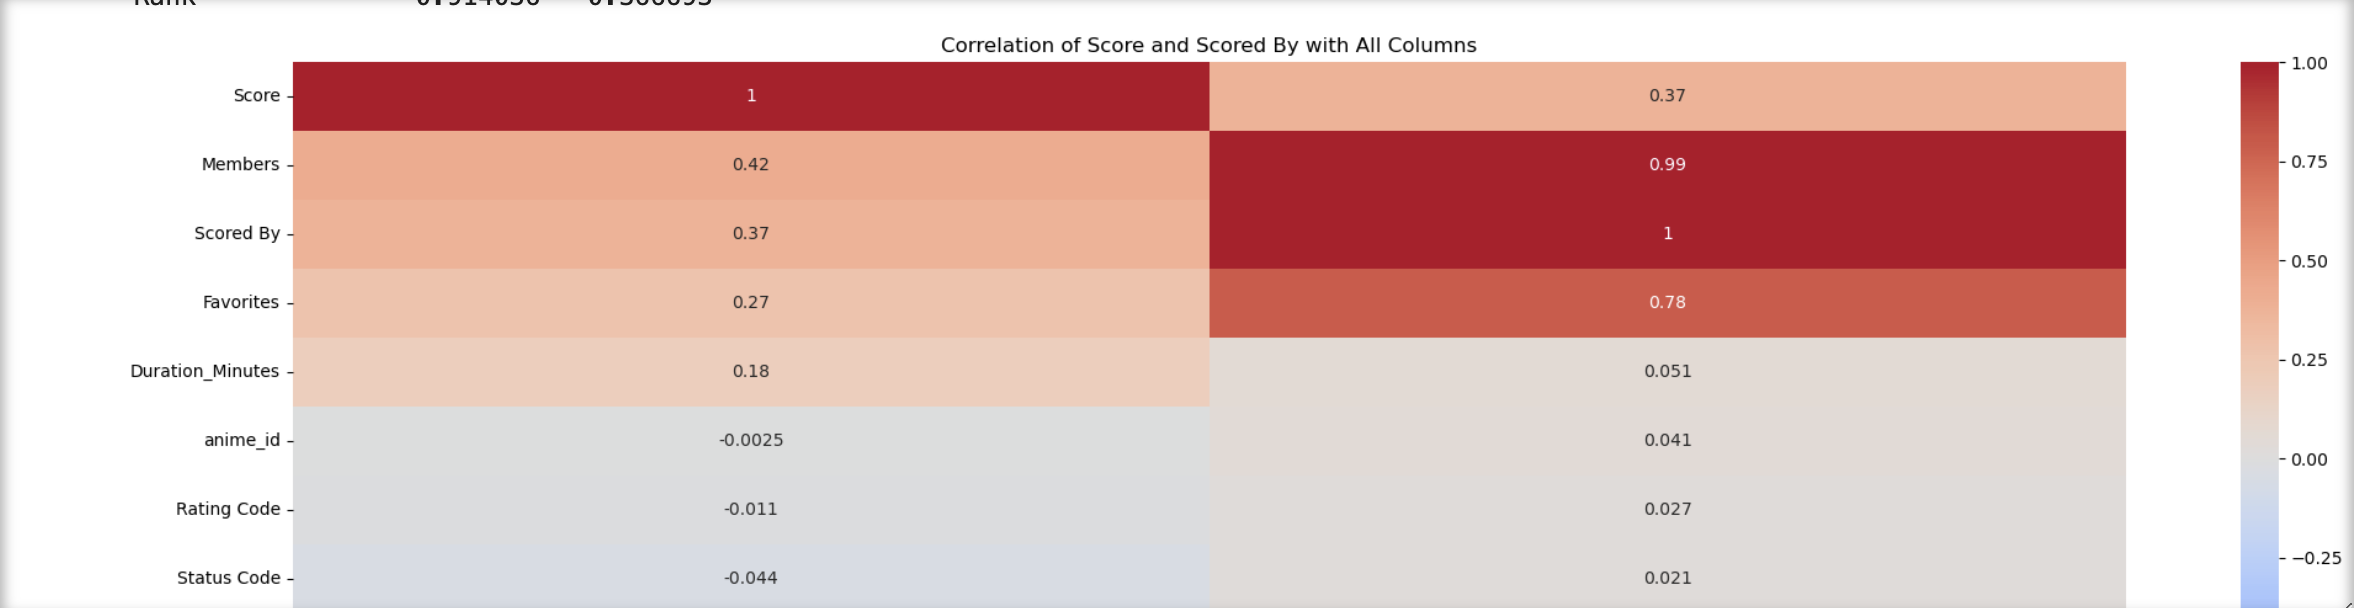 Correlation of Score and Scored By with All Columns
Score 1 0.37
Members 0.42 0.99
Scored By 0.37 1
Favorites 0.27 0.78
Duration_Minutes 0.18 0.051
anime_id -0.0025 0.041
Rating Code -0.011 0.027
Status Code -0.044 0.021
1.00
0.75
0.50
0.25
0.00
−0.25